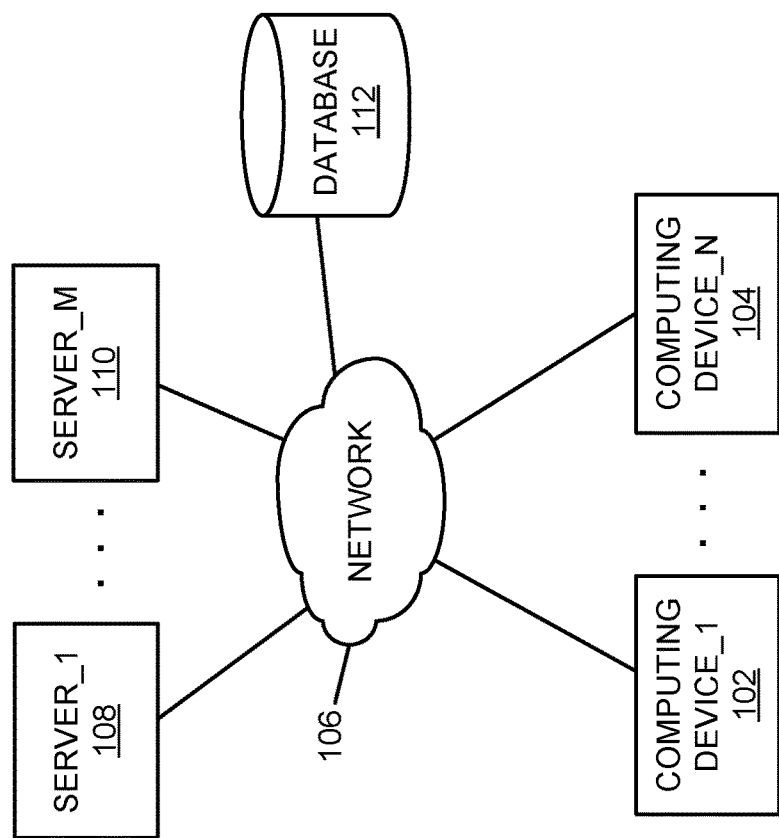 SERVER_1
108
. . .
SERVER_M
110
106
NETWORK
DATABASE
112
COMPUTING
DEVICE_1
102
. . .
COMPUTING
DEVICE_N
104